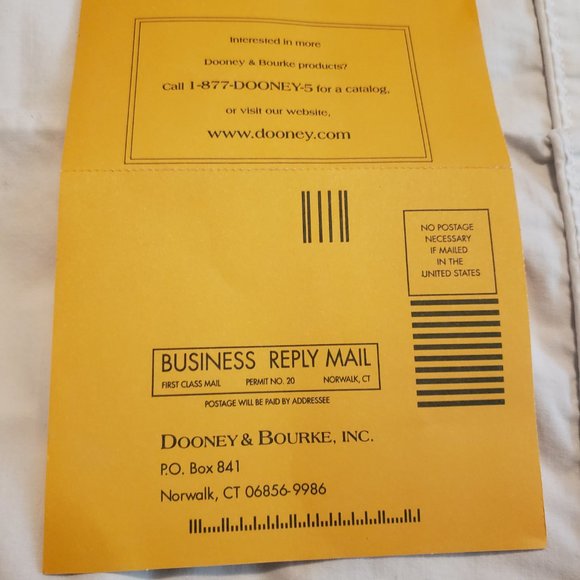 Interested in more
Dooney & Bourke products?
Call 1-877-DOONEY-5 for a catalog,
or visit our website,
www.dooney.com
NO POSTAGE
NECESSARY
IF MAILED
IN THE
UNITED STATES
BUSINESS REPLY MAIL
FIRST CLASS MAIL PERMIT NO. 20 NORWALK, CT
POSTAGE WILL BE PAID BY ADDRESSEE
DOONEY & BOURKE, INC.
P.O. Box 841
Norwalk, CT 06856-9986